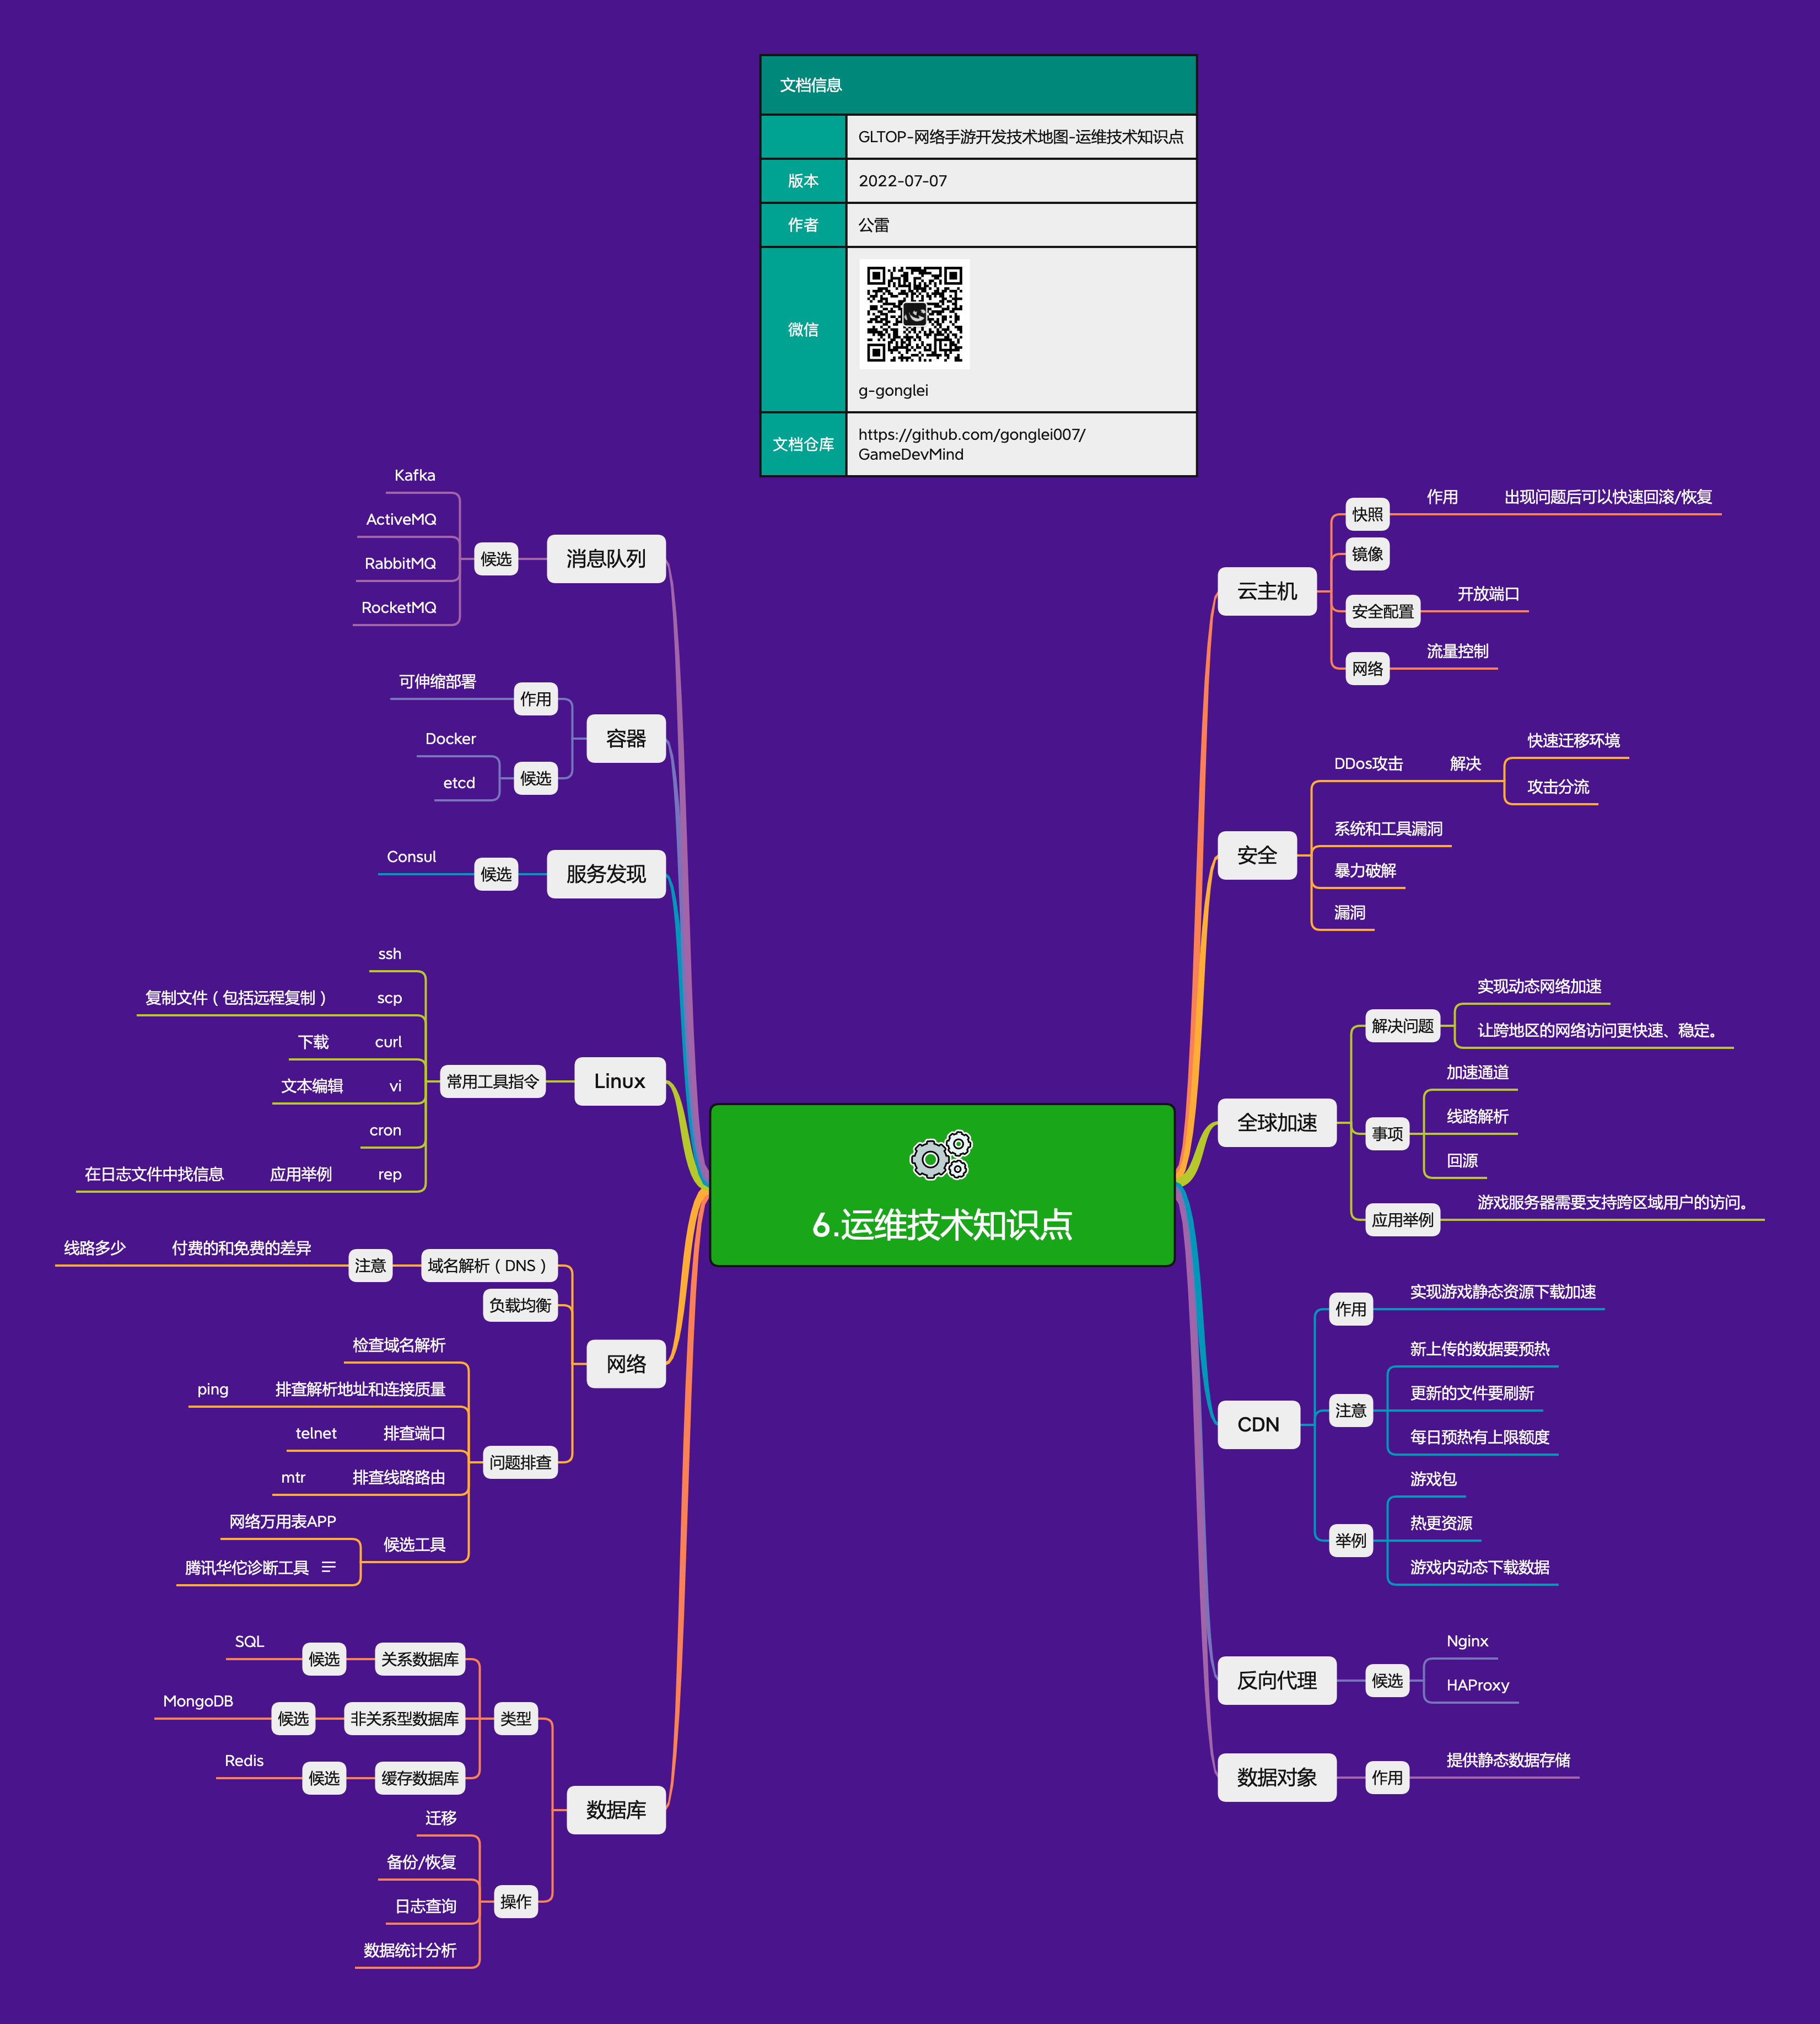 文档信息
GLTOP-网络手游开发技术地图-运维技术知识点
版本
2022-07-07
作者
公雷
微信
g-gonglei
文档仓库
https://github.com/gonglei007/
GameDevMind
6.运维技术知识点
云主机
快照
作用
出现问题后可以快速回滚/恢复
镜像
安全配置
开放端口
网络
流量控制
安全
DDos攻击
解决
快速迁移环境
攻击分流
系统和工具漏洞
暴力破解
漏洞
全球加速
解决问题
实现动态网络加速
让跨地区的网络访问更快速、稳定。
事项
加速通道
线路解析
回源
应用举例
游戏服务器需要支持跨区域用户的访问。
CDN
作用
实现游戏静态资源下载加速
注意
新上传的数据要预热
更新的文件要刷新
每日预热有上限额度
举例
游戏包
热更资源
游戏内动态下载数据
反向代理
候选
Nginx
HAProxy
数据对象
作用
提供静态数据存储
消息队列
候选
Kafka
ActiveMQ
RabbitMQ
RocketMQ
容器
作用
可伸缩部署
候选
Docker
etcd
服务发现
候选
Consul
Linux
常用工具指令
ssh
scp
复制文件（包括远程复制）
curl
下载
vi
文本编辑
cron
rep
应用举例
在日志文件中找信息
网络
域名解析（DNS）
注意
付费的和免费的差异
线路多少
负载均衡
问题排查
检查域名解析
排查解析地址和连接质量
ping
排查端口
telnet
排查线路路由
mtr
候选工具
网络万用表APP
腾讯华佗诊断工具
数据库
类型
关系数据库
候选
SQL
非关系型数据库
候选
MongoDB
缓存数据库
候选
Redis
操作
迁移
备份/恢复
日志查询
数据统计分析